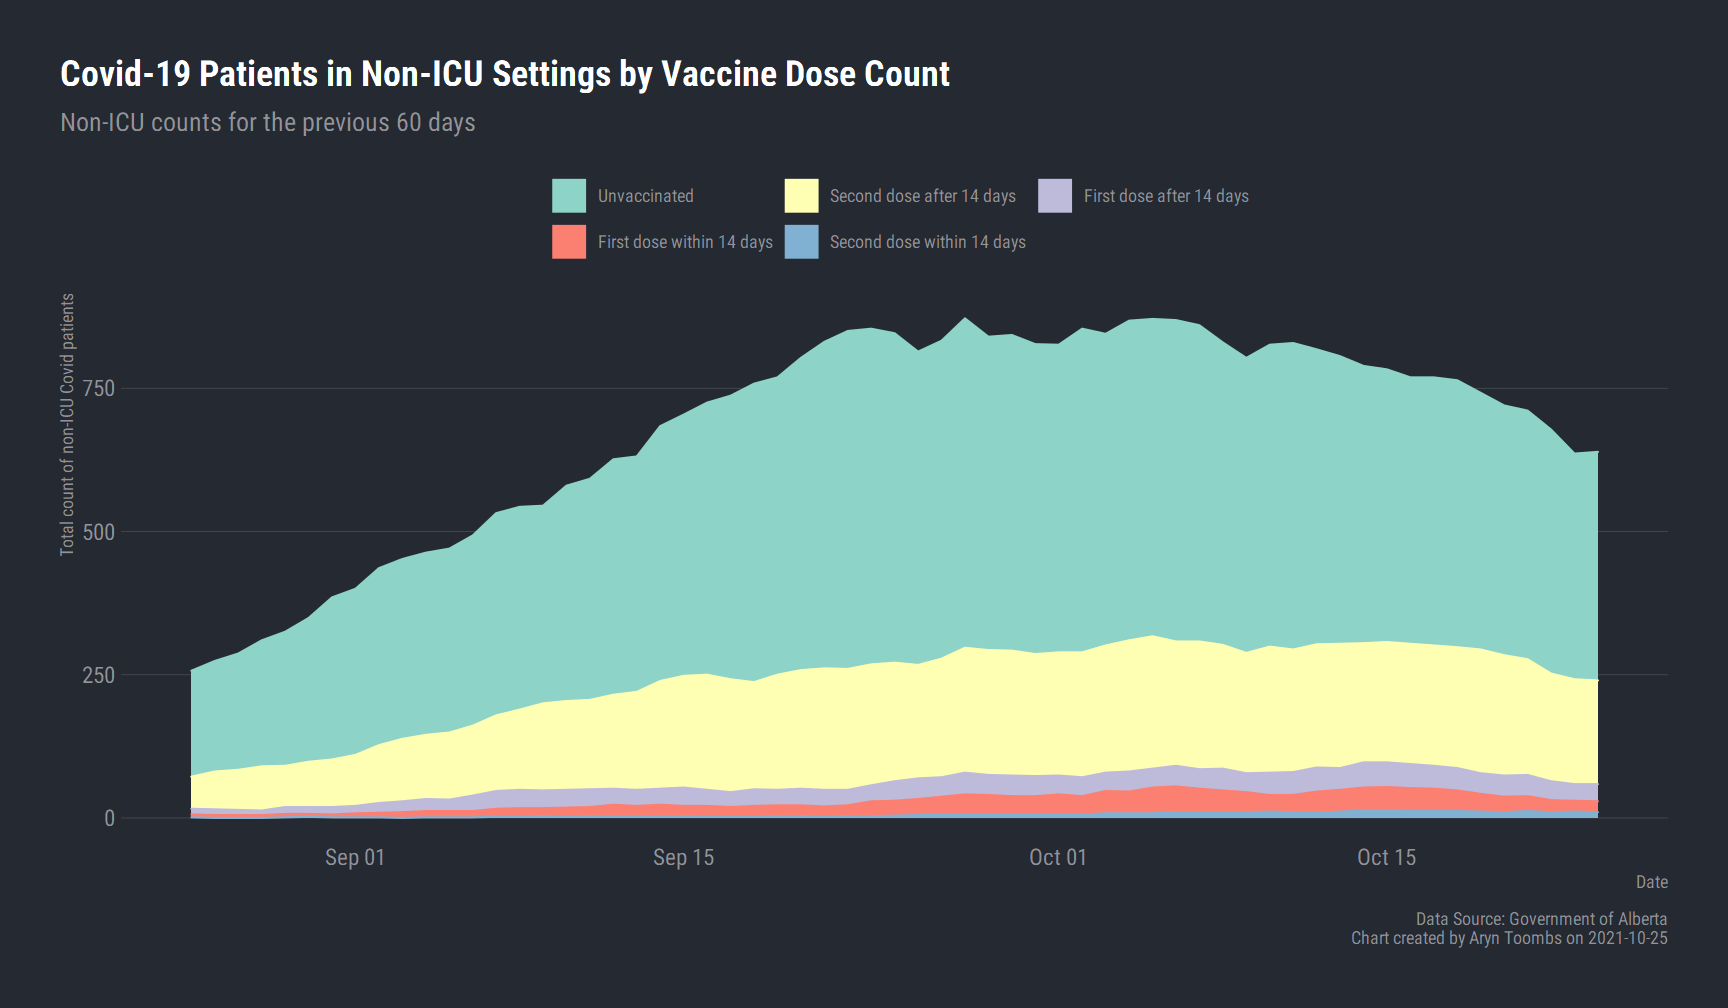 Covid-19 Patients in Non-ICU Settings by Vaccine Dose Count
Non-ICU counts for the previous 60 days
Unvaccinated
Second dose after 14 days
First dose after 14 days
First dose within 14 days
Second dose within 14 days
Total count of non-ICU Covid patients
750
500
250
0
Sep 01
Sep 15
Oct 01
Oct 15
Date
Data Source: Government of Alberta
Chart created by Aryn Toombs on 2021-10-25